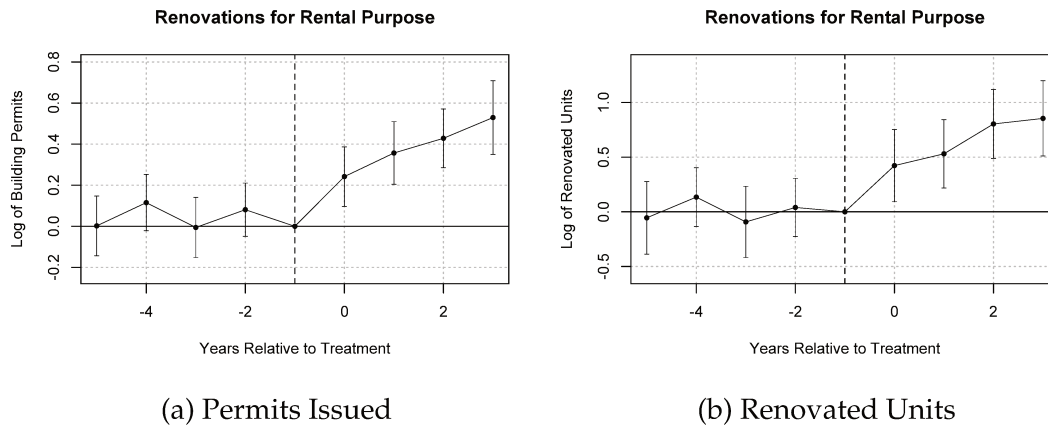 Renovations for Rental Purpose
Log of Building Permits
0.8
0.6
0.4
0.2
0.0
-0.2
-4 -2 0 2
Years Relative to Treatment
(a) Permits Issued
Renovations for Rental Purpose
Log of Renovated Units
1.0
0.5
0.0
-0.5
-4 -2 0 2
Years Relative to Treatment
(b) Renovated Units